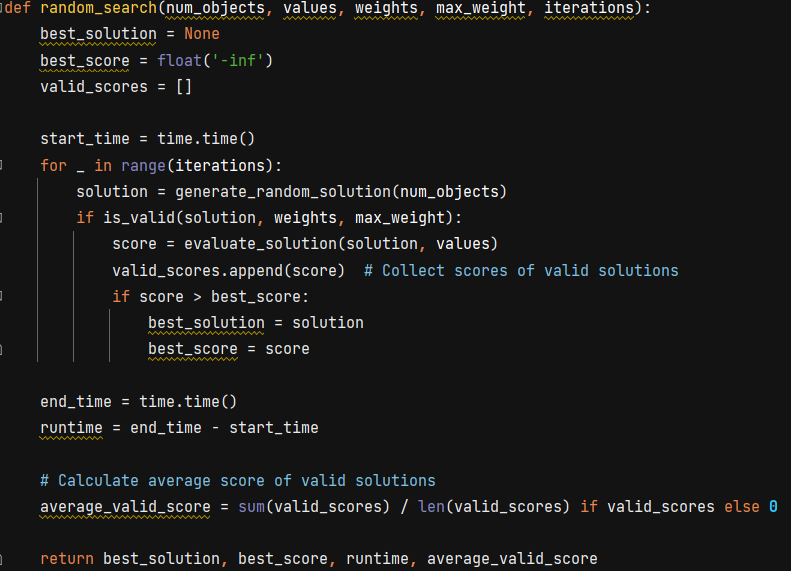 def random_search(num_objects, values, weights, max_weight, iterations):
    best_solution = None
    best_score = float('-inf')
    valid_scores = []

    start_time = time.time()
    for _ in range(iterations):
        solution = generate_random_solution(num_objects)
        if is_valid(solution, weights, max_weight):
            score = evaluate_solution(solution, values)
            valid_scores.append(score)  # Collect scores of valid solutions
            if score > best_score:
                best_solution = solution
                best_score = score

    end_time = time.time()
    runtime = end_time - start_time

    # Calculate average score of valid solutions
    average_valid_score = sum(valid_scores) / len(valid_scores) if valid_scores else 0

    return best_solution, best_score, runtime, average_valid_score